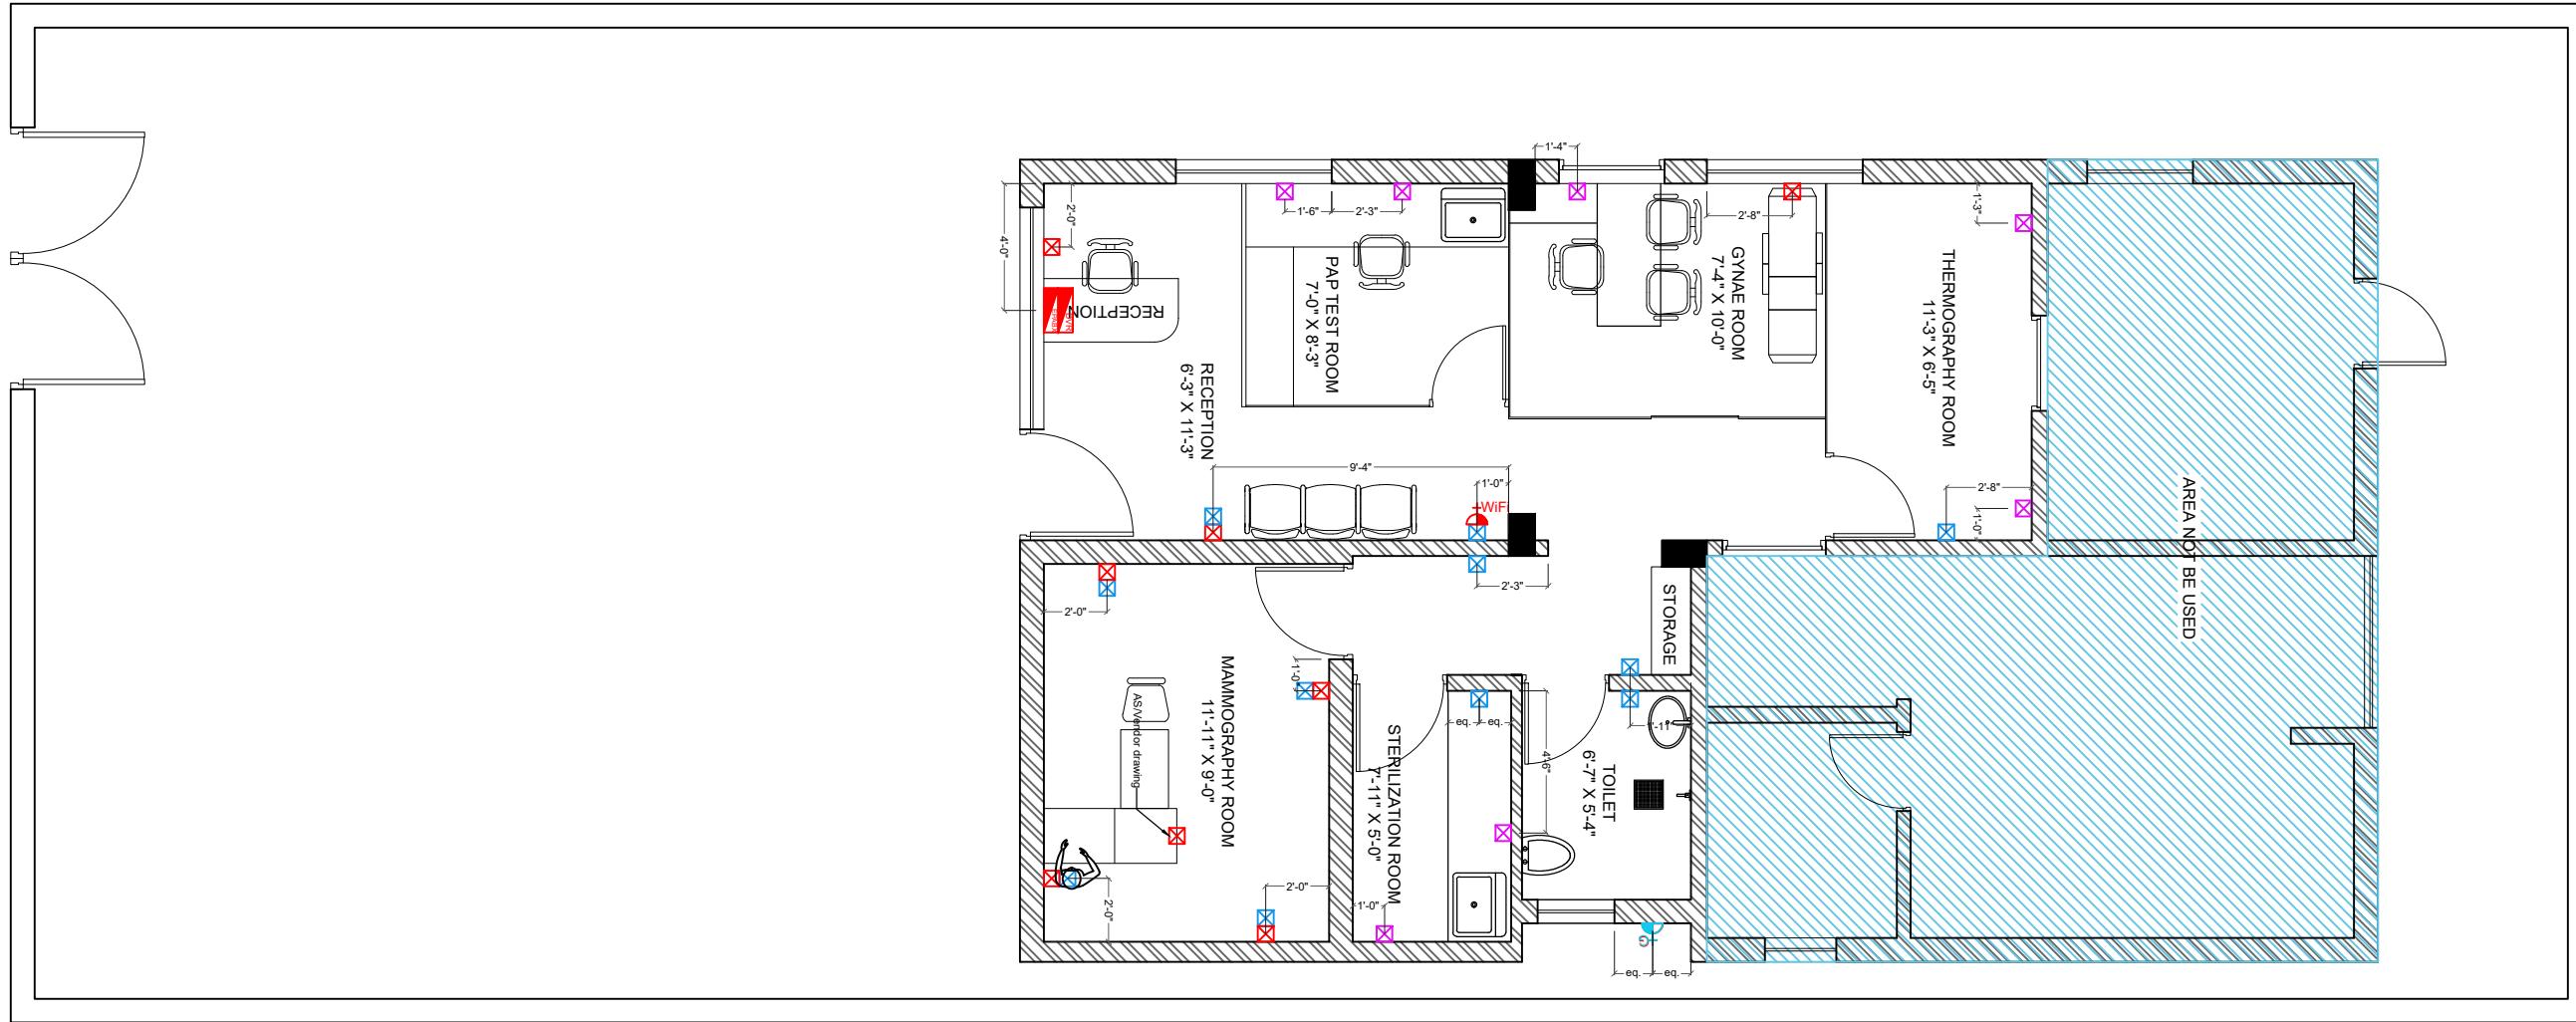 1'-4"
2'-0"
4'-0"
1'-6"
2'-3"
2'-8"
1'-3"
RECEPTION
DVR
EPABX
PAP TEST ROOM
7'-0" X 8'-3"
GYNAE ROOM
7'-4" X 10'-0"
THERMOGRAPHY ROOM
11'-3" X 6'-5"
RECEPTION
6'-3" X 11'-3"
9'-4"
1'-0"
WiFi
2'-8"
1'-0"
AREA NOT BE USED
2'-3"
2'-0"
STORAGE
1'-0"
MAMMOGRAPHY ROOM
11'-11" X 9'-0"
AS/Vendor drawing
eq.
eq.
1'-11"
4'-6"
STERILIZATION ROOM
7'-11" X 5'-0"
TOILET
6'-7" X 5'-4"
2'-0"
2'-0"
1'-0"
G
eq.
eq.